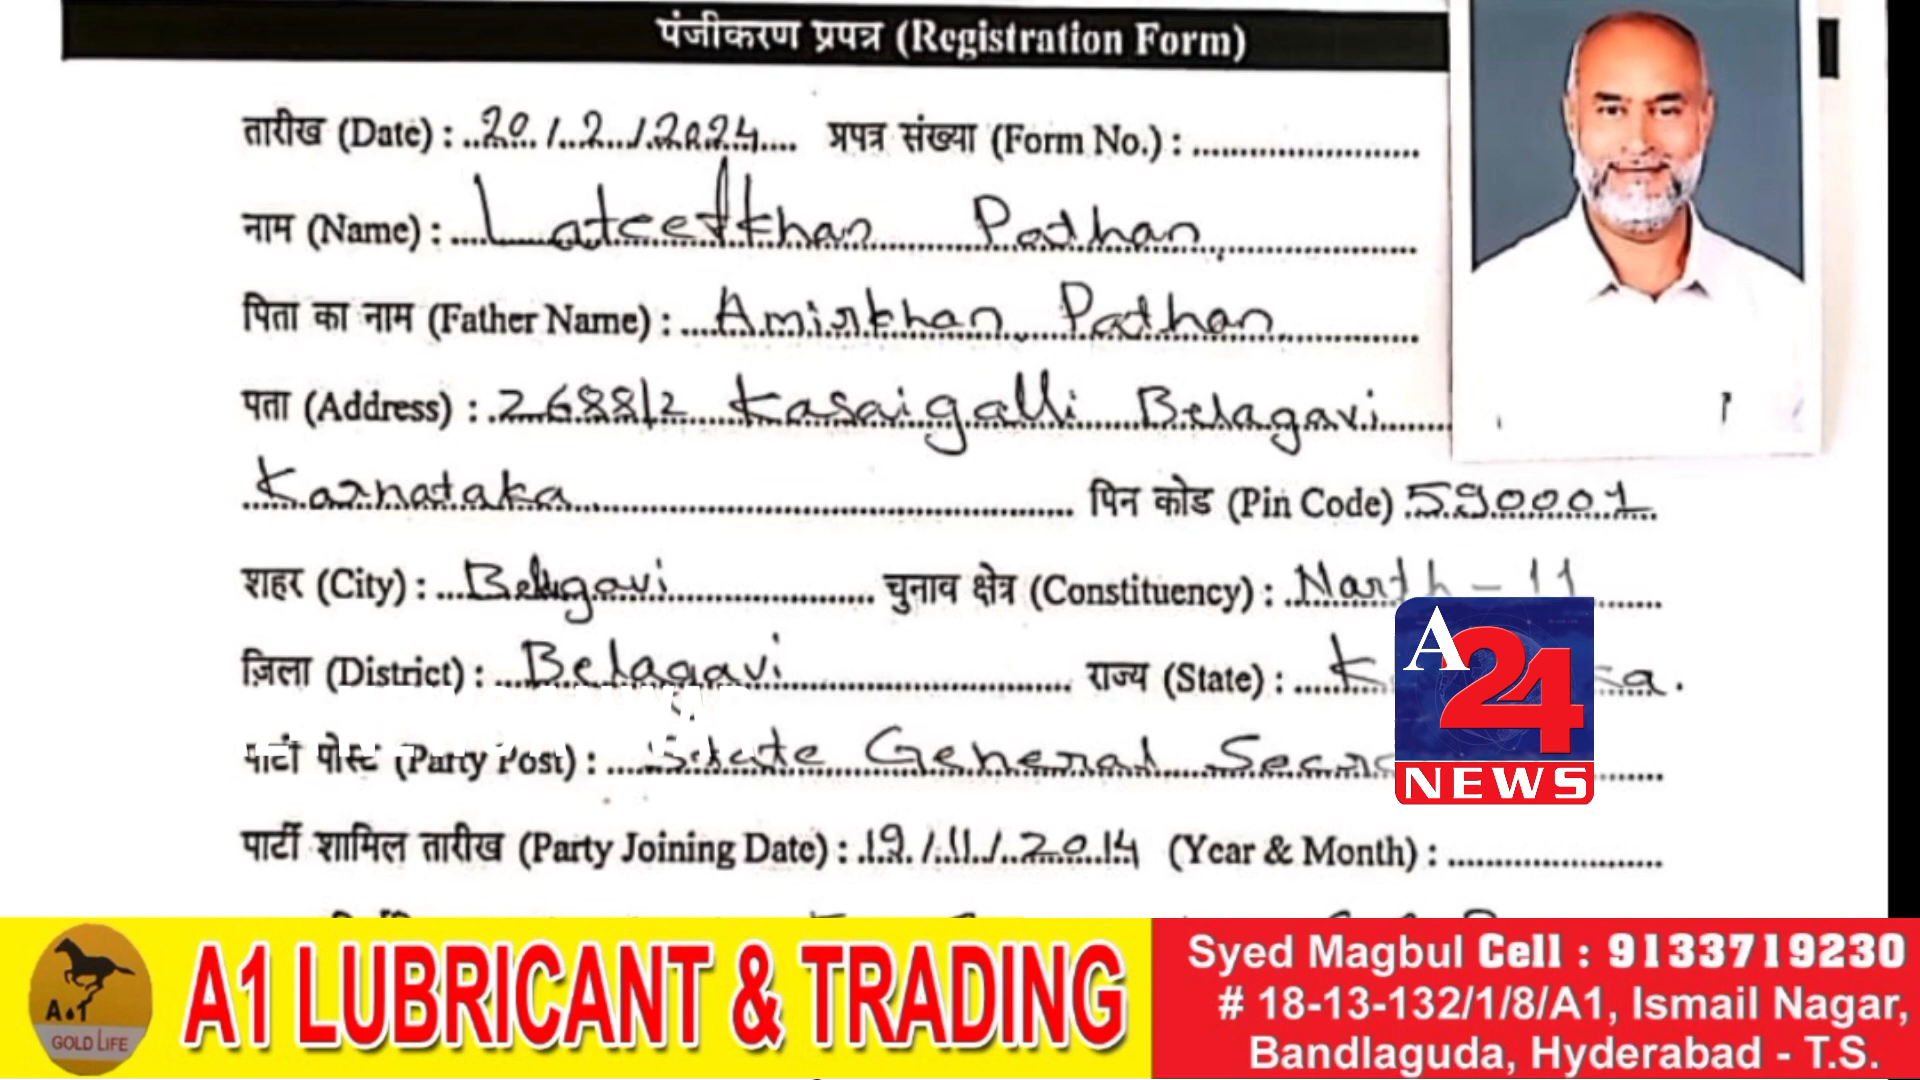 पंजीकरण प्रपत्र (Registration Form)
तारीख (Date) : 20/2/2024 प्रपत्र संख्या (Form No.) :
नाम (Name) : Lateefkhan Pathan
पिता का नाम (Father Name) : Amirkhan Pathan
पता (Address) : 2688/2 Kasaigalli Belagavi
Karnataka पिन कोड (Pin Code) 590001
शहर (City) : Belagavi चुनाव क्षेत्र (Constituency) : North - 11
ज़िला (District) : Belagavi राज्य (State) :
पार्टी पोस्ट (Party Post) : State General
पार्टी शामिल तारीख (Party Joining Date) : 19/11/2014 (Year & Month) :
A24
NEWS
A1 LUBRICANT & TRADING
A.1
GOLD LIFE
Syed Magbul Cell : 9133719230
# 18-13-132/1/8/A1, Ismail Nagar,
Bandlaguda, Hyderabad - T.S.